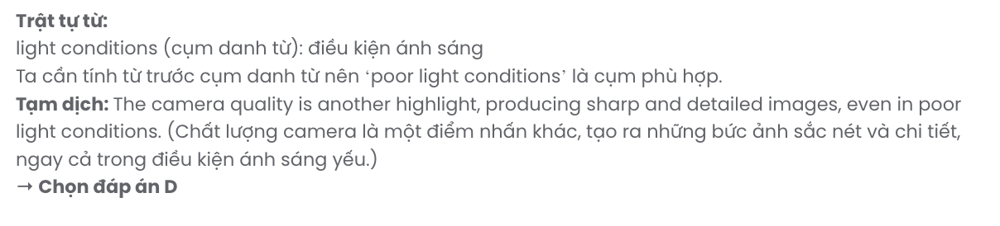 Trật tự từ:
light conditions (cụm danh từ): điều kiện ánh sáng
Ta cần tính từ trước cụm danh từ nên ‘poor light conditions’ là cụm phù hợp.
Tạm dịch: The camera quality is another highlight, producing sharp and detailed images, even in poor
light conditions. (Chất lượng camera là một điểm nhấn khác, tạo ra những bức ảnh sắc nét và chi tiết,
ngay cả trong điều kiện ánh sáng yếu.)
→ Chọn đáp án D